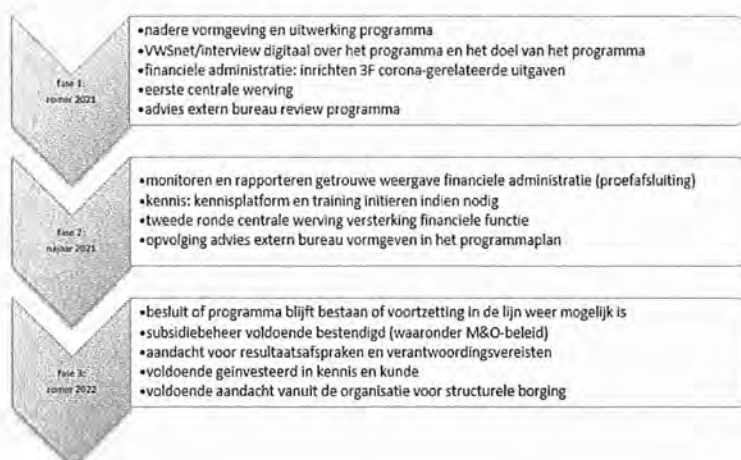 fase 1:
zomer 2021
•nadere vormgeving en uitwerking programma
•VWSnet/interview digitaal over het programma en het doel van het programma
•financiele administratie: inrichten 3F corona-gerelateerde uitgaven
•eerste centrale werving
•advies extern bureau review programma
fase 2:
najaar 2021
•monitoren en rapporteren getrouwe weergave financiele administratie (proefafsluiting)
•kennis: kennisplatform en training initieren indien nodig
•tweede ronde centrale werving versterking financiele functie
•opvolging advies extern bureau vormgeven in het programmaplan
fase 3:
zomer 2022
•besluit of programma blijft bestaan of voortzetting in de lijn weer mogelijk is
•subsidiebeheer voldoende bestendigd (waaronder M&O-beleid)
•aandacht voor resultaatsafspraken en verantwoordingsvereisten
•voldoende geinvesteerd in kennis en kunde
•voldoende aandacht vanuit de organisatie voor structurele borging